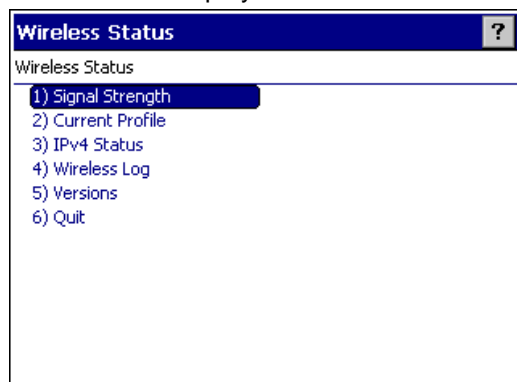 Wireless Status ?
Wireless Status
1) Signal Strength
2) Current Profile
3) IPv4 Status
4) Wireless Log
5) Versions
6) Quit